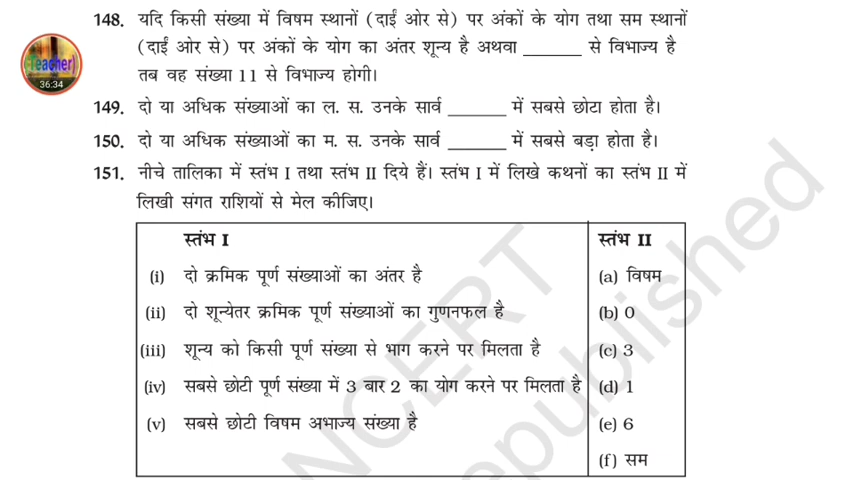 148. यदि किसी संख्या में विषम स्थानों (दाईं ओर से) पर अंकों के योग तथा सम स्थानों
(दाईं ओर से) पर अंकों के योग का अंतर शून्य है अथवा _______ से विभाज्य है
तब वह संख्या 11 से विभाज्य होगी।
Teacher
36:34
149. दो या अधिक संख्याओं का ल. स. उनके सार्व _______ में सबसे छोटा होता है।
150. दो या अधिक संख्याओं का म. स. उनके सार्व _______ में सबसे बड़ा होता है।
151. नीचे तालिका में स्तंभ I तथा स्तंभ II दिये हैं। स्तंभ I में लिखे कथनों का स्तंभ II में
लिखी संगत राशियों से मेल कीजिए।
स्तंभ I स्तंभ II
(i) दो क्रमिक पूर्ण संख्याओं का अंतर है (a) विषम
(ii) दो शून्येतर क्रमिक पूर्ण संख्याओं का गुणनफल है (b) 0
(iii) शून्य को किसी पूर्ण संख्या से भाग करने पर मिलता है (c) 3
(iv) सबसे छोटी पूर्ण संख्या में 3 बार 2 का योग करने पर मिलता है (d) 1
(v) सबसे छोटी विषम अभाज्य संख्या है (e) 6
(f) सम
NCERT
republished